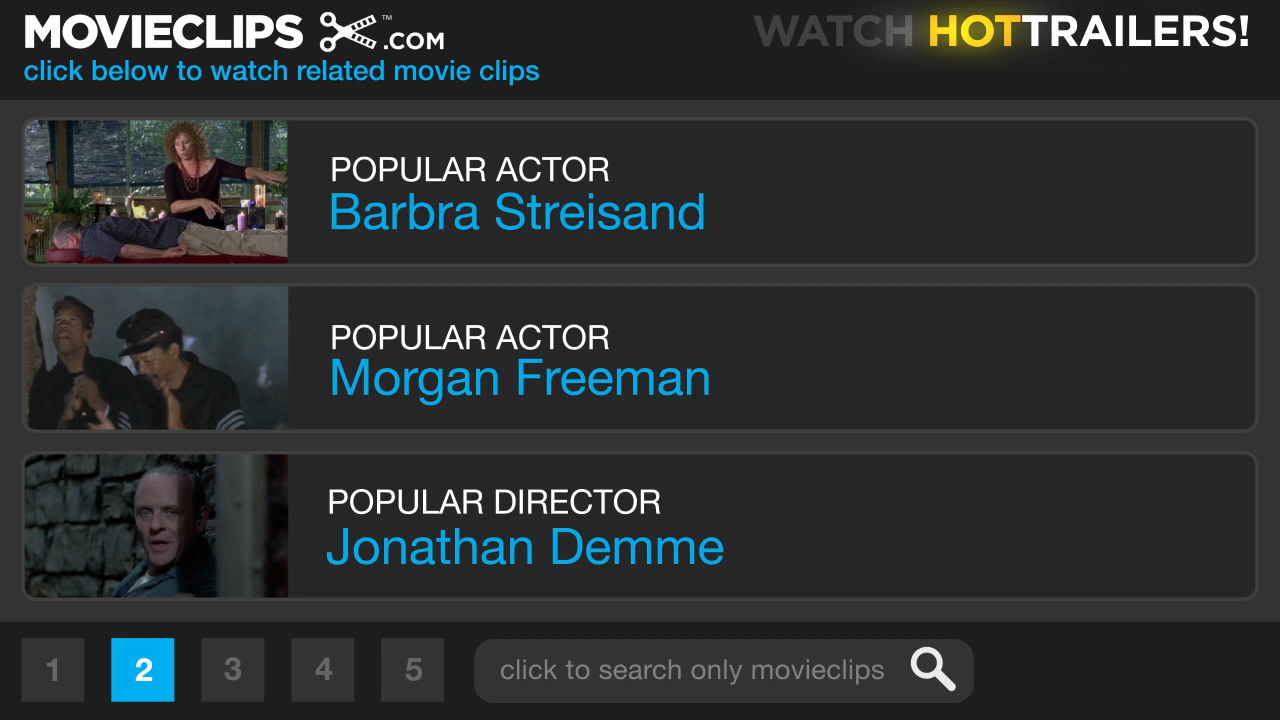 MOVIECLIPS ™ .COM
WATCH HOTTRAILERS!
click below to watch related movie clips
POPULAR ACTOR
Barbra Streisand
POPULAR ACTOR
Morgan Freeman
POPULAR DIRECTOR
Jonathan Demme
1 2 3 4 5 click to search only movieclips